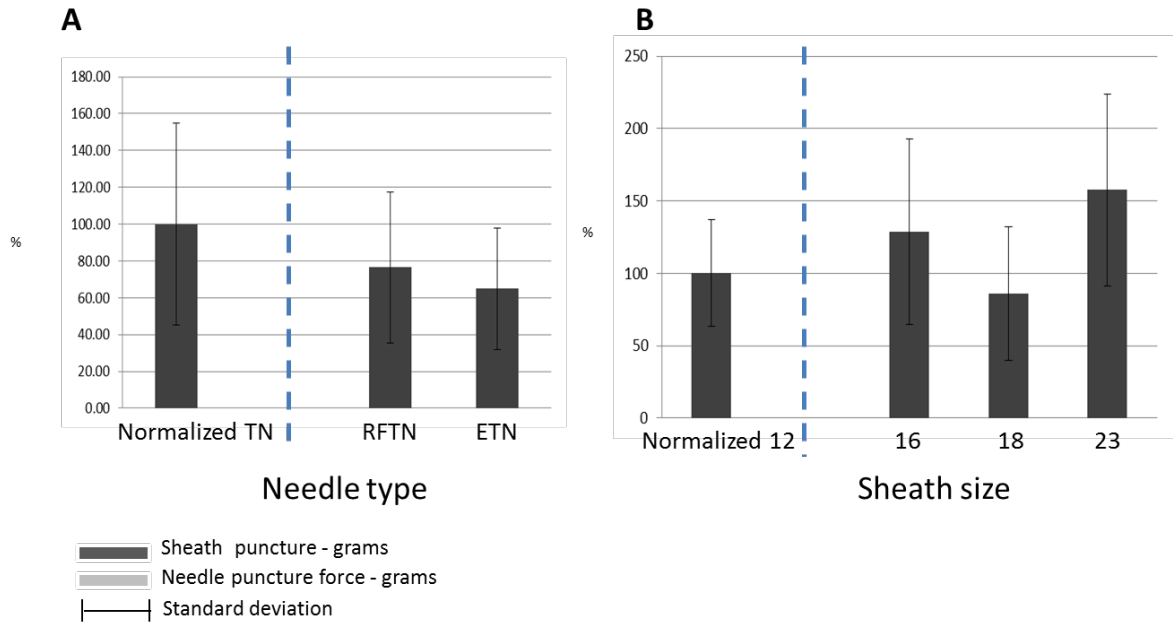 A
180.00
160.00
140.00
120.00
100.00
80.00
60.00
40.00
20.00
0.00
%
Normalized TN RFTN ETN
Needle type
B
250
200
150
100
50
0
%
Normalized 12 16 18 23
Sheath size
Sheath puncture - grams
Needle puncture force - grams
Standard deviation